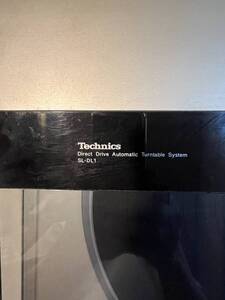 Technics
Direct Drive Automatic Turntable System
SL-DL1